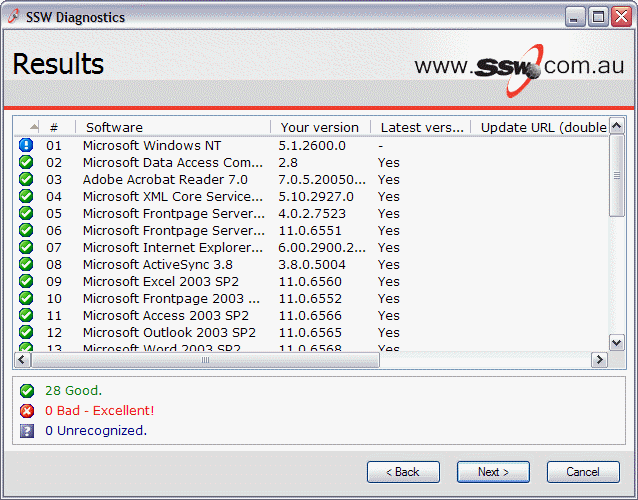 SSW Diagnostics
Results
www.SSW.com.au
# Software Your version Latest vers... Update URL (double
01 Microsoft Windows NT 5.1.2600.0 -
02 Microsoft Data Access Com... 2.8 Yes
03 Adobe Acrobat Reader 7.0 7.0.5.20050... Yes
04 Microsoft XML Core Service... 5.10.2927.0 Yes
05 Microsoft Frontpage Server... 4.0.2.7523 Yes
06 Microsoft Frontpage Server... 11.0.6551 Yes
07 Microsoft Internet Explorer... 6.00.2900.2... Yes
08 Microsoft ActiveSync 3.8 3.8.0.5004 Yes
09 Microsoft Excel 2003 SP2 11.0.6560 Yes
10 Microsoft Frontpage 2003 ... 11.0.6552 Yes
11 Microsoft Access 2003 SP2 11.0.6566 Yes
12 Microsoft Outlook 2003 SP2 11.0.6565 Yes
13 Microsoft Word 2003 SP2 11.0.6568 Yes
28 Good.
0 Bad - Excellent!
0 Unrecognized.
< Back Next > Cancel